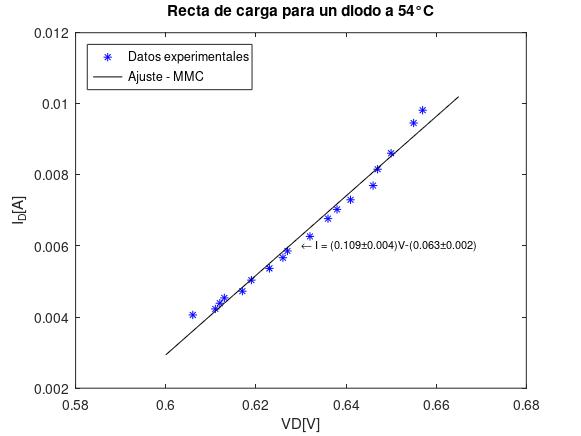 Recta de carga para un diodo a 54°C
0.012
Datos experimentales
Ajuste - MMC
0.01
0.008
I_D[A]
0.006
← I = (0.109±0.004)V-(0.063±0.002)
0.004
0.002
0.58 0.6 0.62 0.64 0.66 0.68
VD[V]